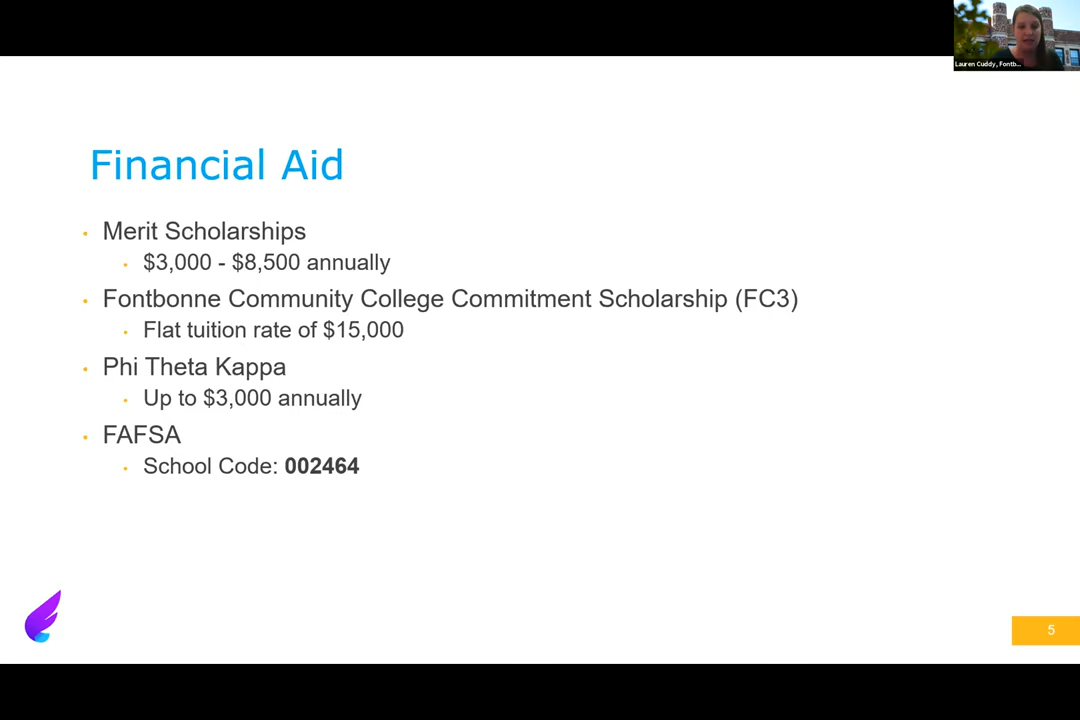 Lauren Cuddy, Fontb...
Financial Aid
• Merit Scholarships
• $3,000 - $8,500 annually
• Fontbonne Community College Commitment Scholarship (FC3)
• Flat tuition rate of $15,000
• Phi Theta Kappa
• Up to $3,000 annually
• FAFSA
• School Code: 002464
5